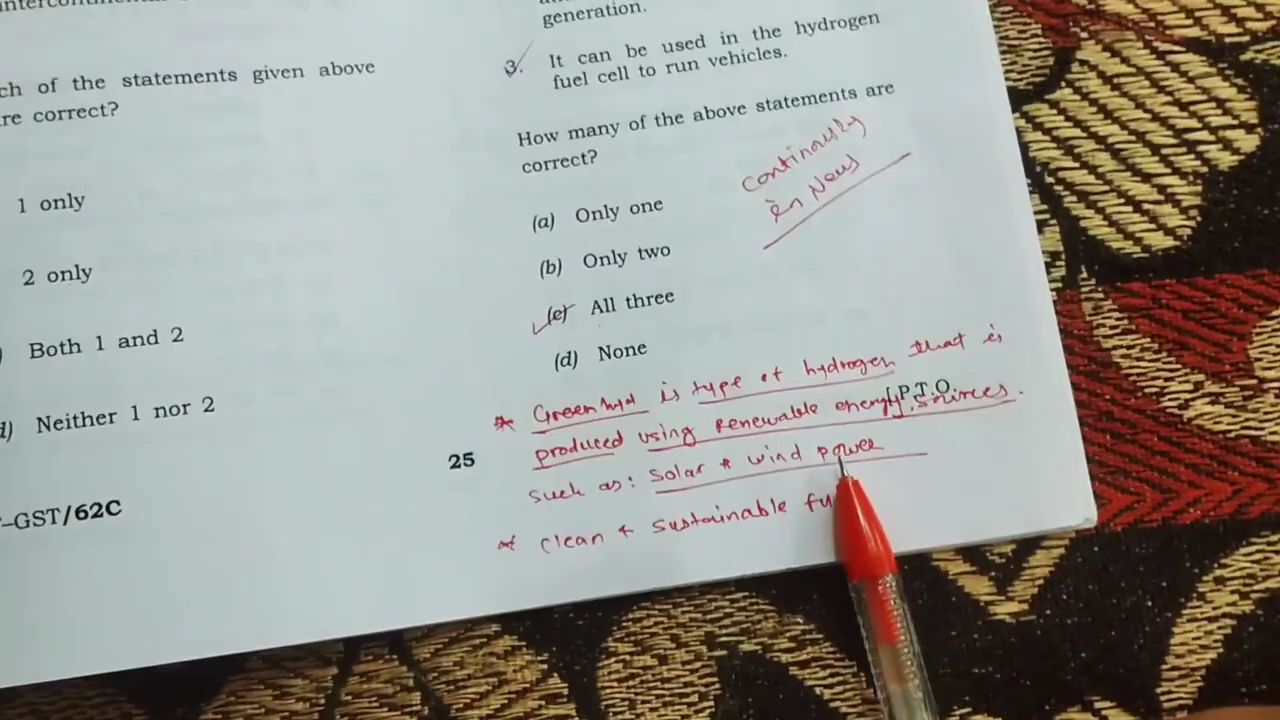 ch of the statements given above
re correct?
1 only
2 only
Both 1 and 2
d) Neither 1 nor 2
-GST/62C
generation.
3. It can be used in the hydrogen
fuel cell to run vehicles.
How many of the above statements are
correct?
continously
in News
(a) Only one
(b) Only two
(c) All three
(d) None
* Green hyd is type of hydrogen that is
[ P.T.O.
produced using renewable energy sources.
such as: Solar & wind power
* clean & sustainable fu
25